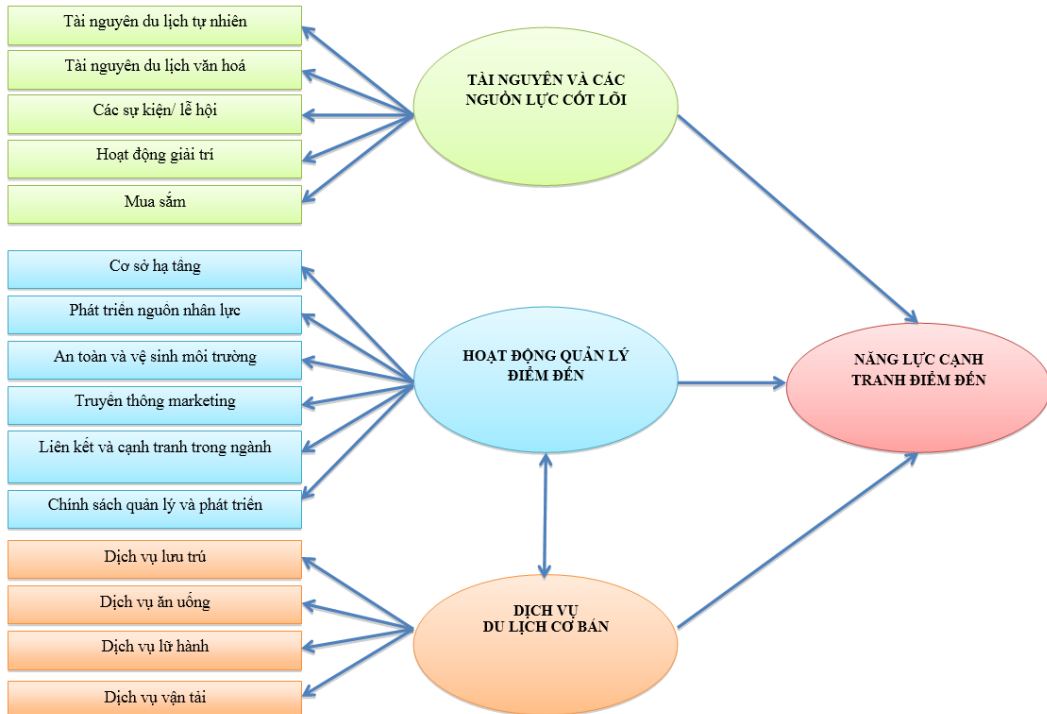 Tài nguyên du lịch tự nhiên
Tài nguyên du lịch văn hoá
Các sự kiện/ lễ hội
Hoạt động giải trí
Mua sắm
TÀI NGUYÊN VÀ CÁC
NGUỒN LỰC CỐT LÕI
Cơ sở hạ tầng
Phát triển nguồn nhân lực
An toàn và vệ sinh môi trường
Truyền thông marketing
Liên kết và cạnh tranh trong ngành
Chính sách quản lý và phát triển
HOẠT ĐỘNG QUẢN LÝ
ĐIỂM ĐẾN
NĂNG LỰC CẠNH
TRANH ĐIỂM ĐẾN
Dịch vụ lưu trú
Dịch vụ ăn uống
Dịch vụ lữ hành
Dịch vụ vận tải
DỊCH VỤ
DU LỊCH CƠ BẢN